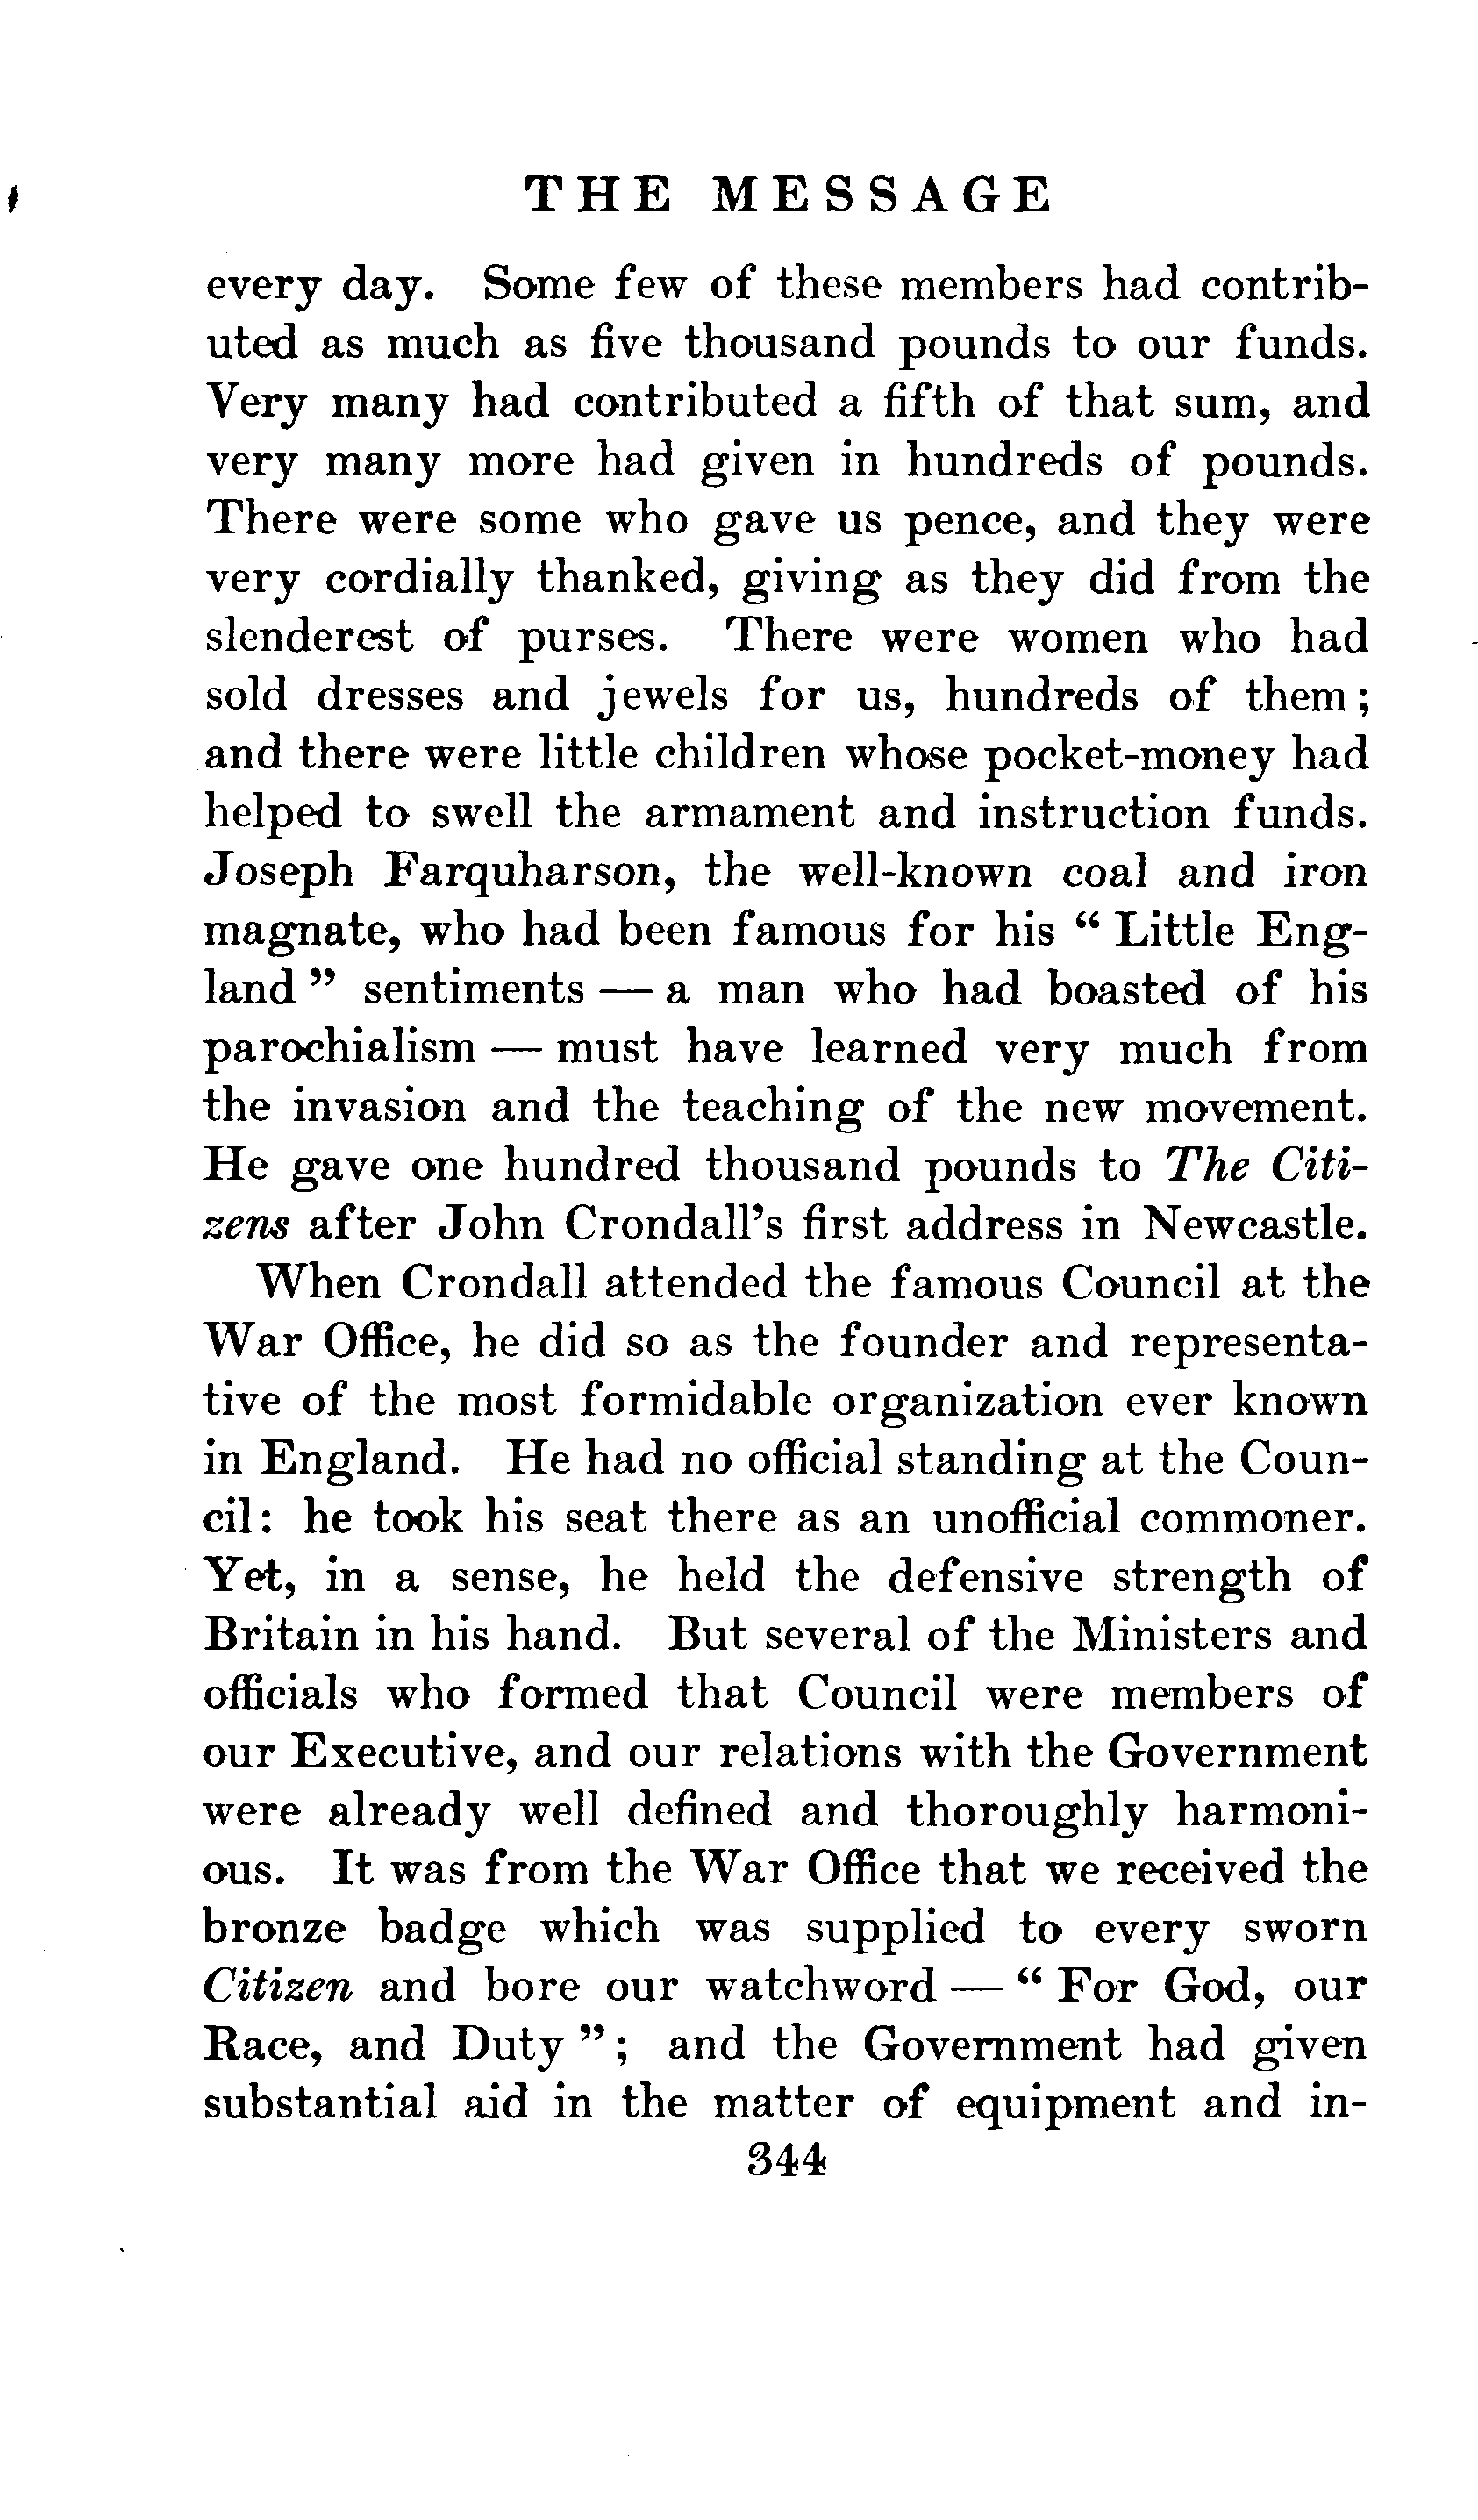 THE MESSAGE
every day. Some few of these members had contrib-
uted as much as five thousand pounds to our funds.
Very many had contributed a fifth of that sum, and
very many more had given in hundreds of pounds.
There were some who gave us pence, and they were
very cordially thanked, giving as they did from the
slenderest of purses. There were women who had
sold dresses and jewels for us, hundreds of them;
and there were little children whose pocket-money had
helped to swell the armament and instruction funds.
Joseph Farquharson, the well-known coal and iron
magnate, who had been famous for his “ Little Eng-
land ” sentiments — a man who had boasted of his
parochialism — must have learned very much from
the invasion and the teaching of the new movement.
He gave one hundred thousand pounds to The Citi-
zens after John Crondall's first address in Newcastle.
When Crondall attended the famous Council at the
War Office, he did so as the founder and representa-
tive of the most formidable organization ever known
in England. He had no official standing at the Coun-
cil: he took his seat there as an unofficial commoner.
Yet, in a sense, he held the defensive strength of
Britain in his hand. But several of the Ministers and
officials who formed that Council were members of
our Executive, and our relations with the Government
were already well defined and thoroughly harmoni-
ous. It was from the War Office that we received the
bronze badge which was supplied to every sworn
Citizen and bore our watchword — “ For God, our
Race, and Duty ”; and the Government had given
substantial aid in the matter of equipment and in-
344